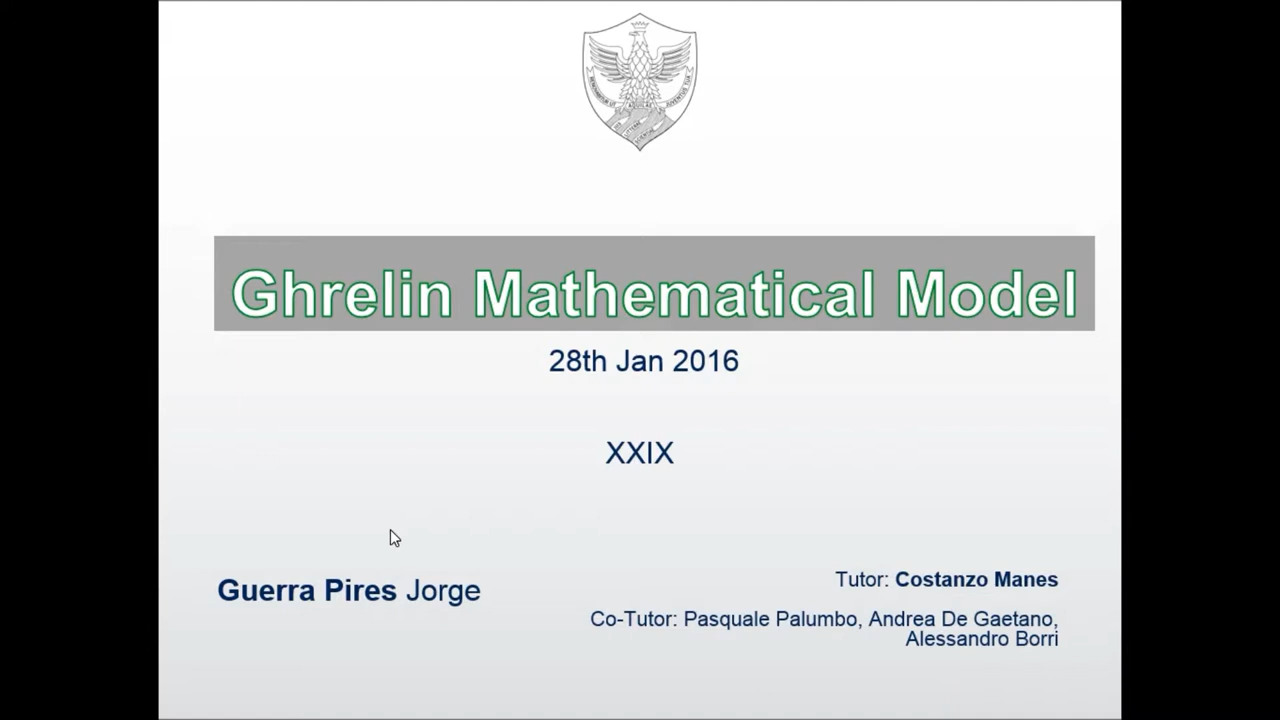 Ghrelin Mathematical Model
28th Jan 2016
XXIX
Guerra Pires Jorge
Tutor: Costanzo Manes
Co-Tutor: Pasquale Palumbo, Andrea De Gaetano,
Alessandro Borri